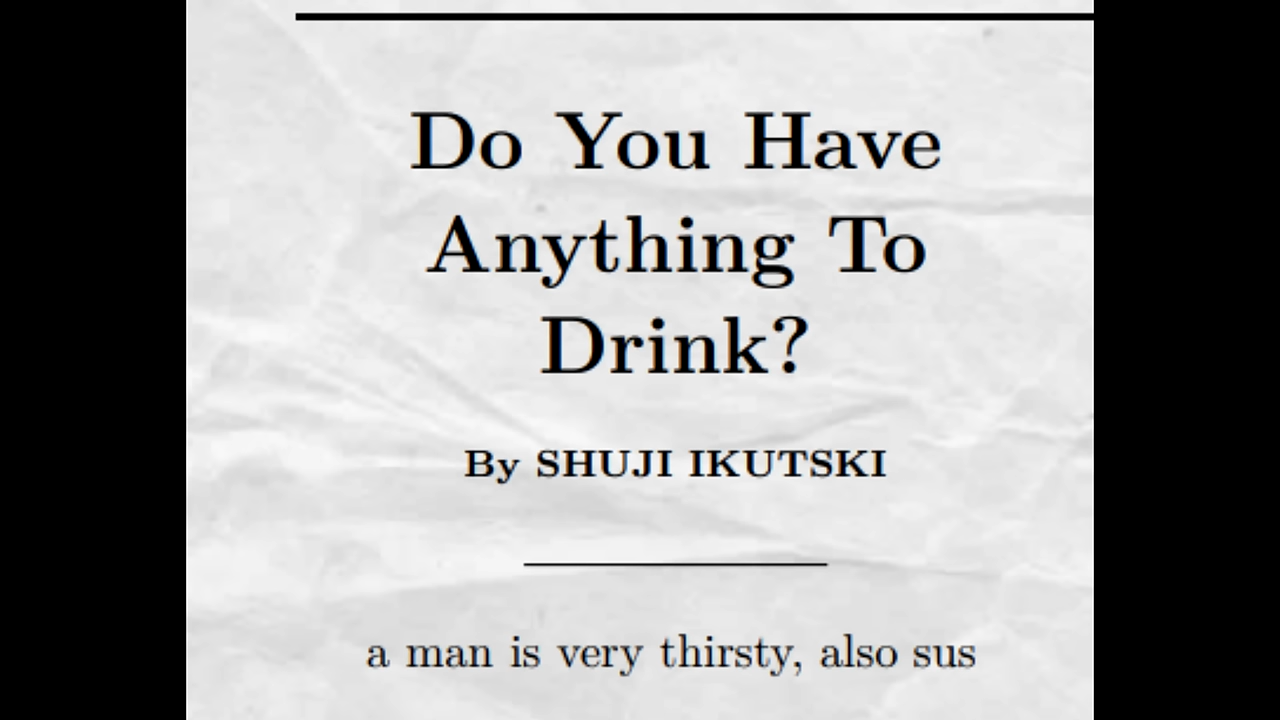 Do You Have
Anything To
Drink?
By SHUJI IKUTSKI
a man is very thirsty, also sus